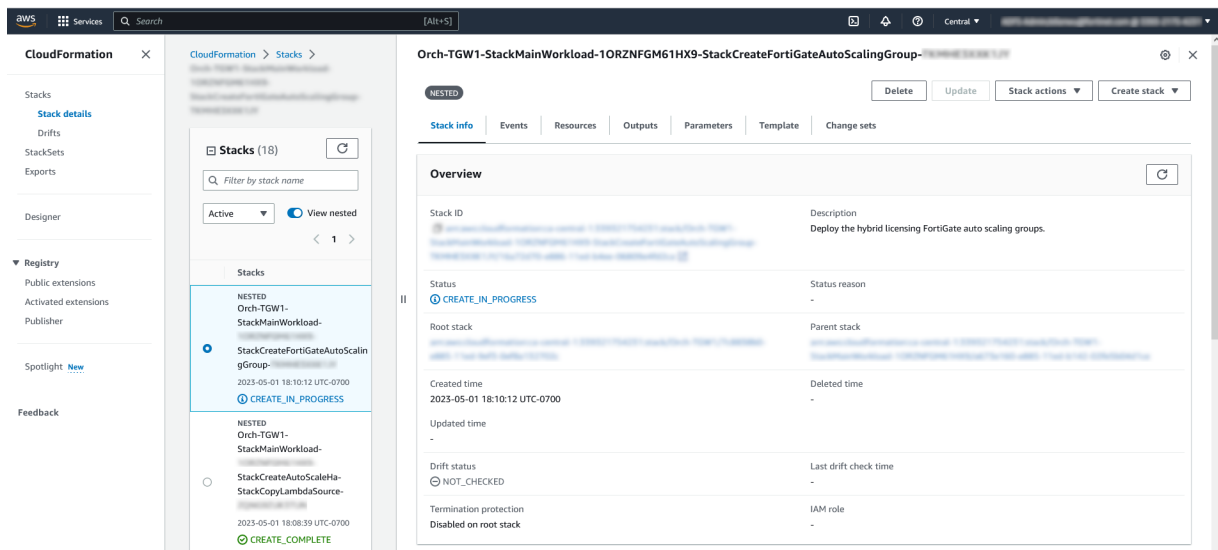 aws
Services
Search
[Alt+S]
Central ▼
CloudFormation
CloudFormation > Stacks >
Orch-TGW1-StackMainWorkload-1ORZNFGM61HX9-StackCreateFortiGateAutoScalingGroup-
NESTED
Delete
Update
Stack actions ▼
Create stack ▼
Stacks
Stack details
Drifts
StackSets
Exports
Designer
Registry
Public extensions
Activated extensions
Publisher
Spotlight New
Feedback
Stacks (18)
Filter by stack name
Active ▼
View nested
< 1 >
Stacks
NESTED
Orch-TGW1-
StackMainWorkload-
StackCreateFortiGateAutoScalin
gGroup-
2023-05-01 18:10:12 UTC-0700
CREATE_IN_PROGRESS
NESTED
Orch-TGW1-
StackMainWorkload-
StackCreateAutoScaleHa-
StackCopyLambdaSource-
2023-05-01 18:08:39 UTC-0700
CREATE_COMPLETE
Stack info
Events
Resources
Outputs
Parameters
Template
Change sets
Overview
Stack ID
Description
Deploy the hybrid licensing FortiGate auto scaling groups.
Status
CREATE_IN_PROGRESS
Status reason
-
Root stack
Parent stack
Created time
2023-05-01 18:10:12 UTC-0700
Deleted time
-
Updated time
-
Drift status
NOT_CHECKED
Last drift check time
-
Termination protection
Disabled on root stack
IAM role
-